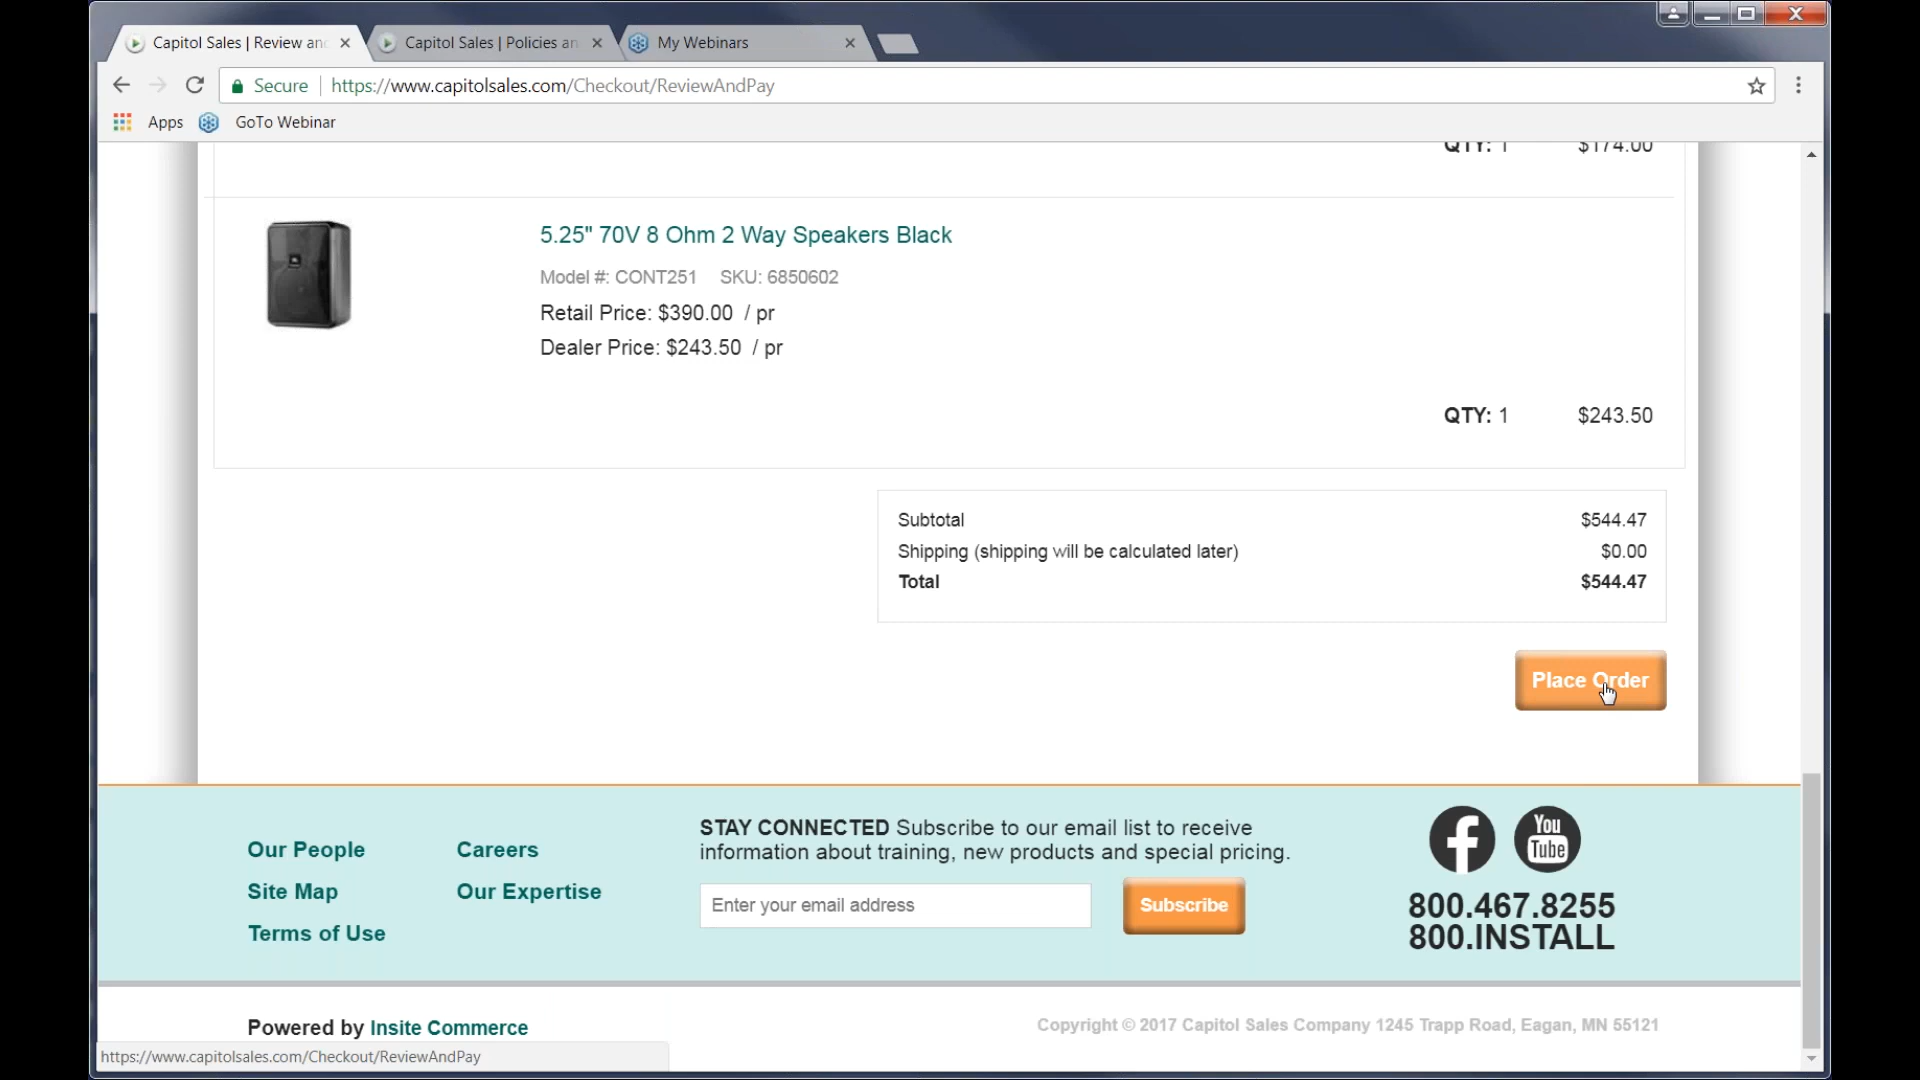 Capitol Sales | Review and
Capitol Sales | Policies an
My Webinars
Secure https://www.capitolsales.com/Checkout/ReviewAndPay
Apps GoTo Webinar
QTY: 1 $174.00
5.25" 70V 8 Ohm 2 Way Speakers Black
Model #: CONT251 SKU: 6850602
Retail Price: $390.00 / pr
Dealer Price: $243.50 / pr
QTY: 1 $243.50
Subtotal $544.47
Shipping (shipping will be calculated later) $0.00
Total $544.47
Place Order
Our People Careers
Site Map Our Expertise
Terms of Use
STAY CONNECTED Subscribe to our email list to receive
information about training, new products and special pricing.
Enter your email address Subscribe
You
Tube
800.467.8255
800.INSTALL
Powered by Insite Commerce
Copyright © 2017 Capitol Sales Company 1245 Trapp Road, Eagan, MN 55121
https://www.capitolsales.com/Checkout/ReviewAndPay